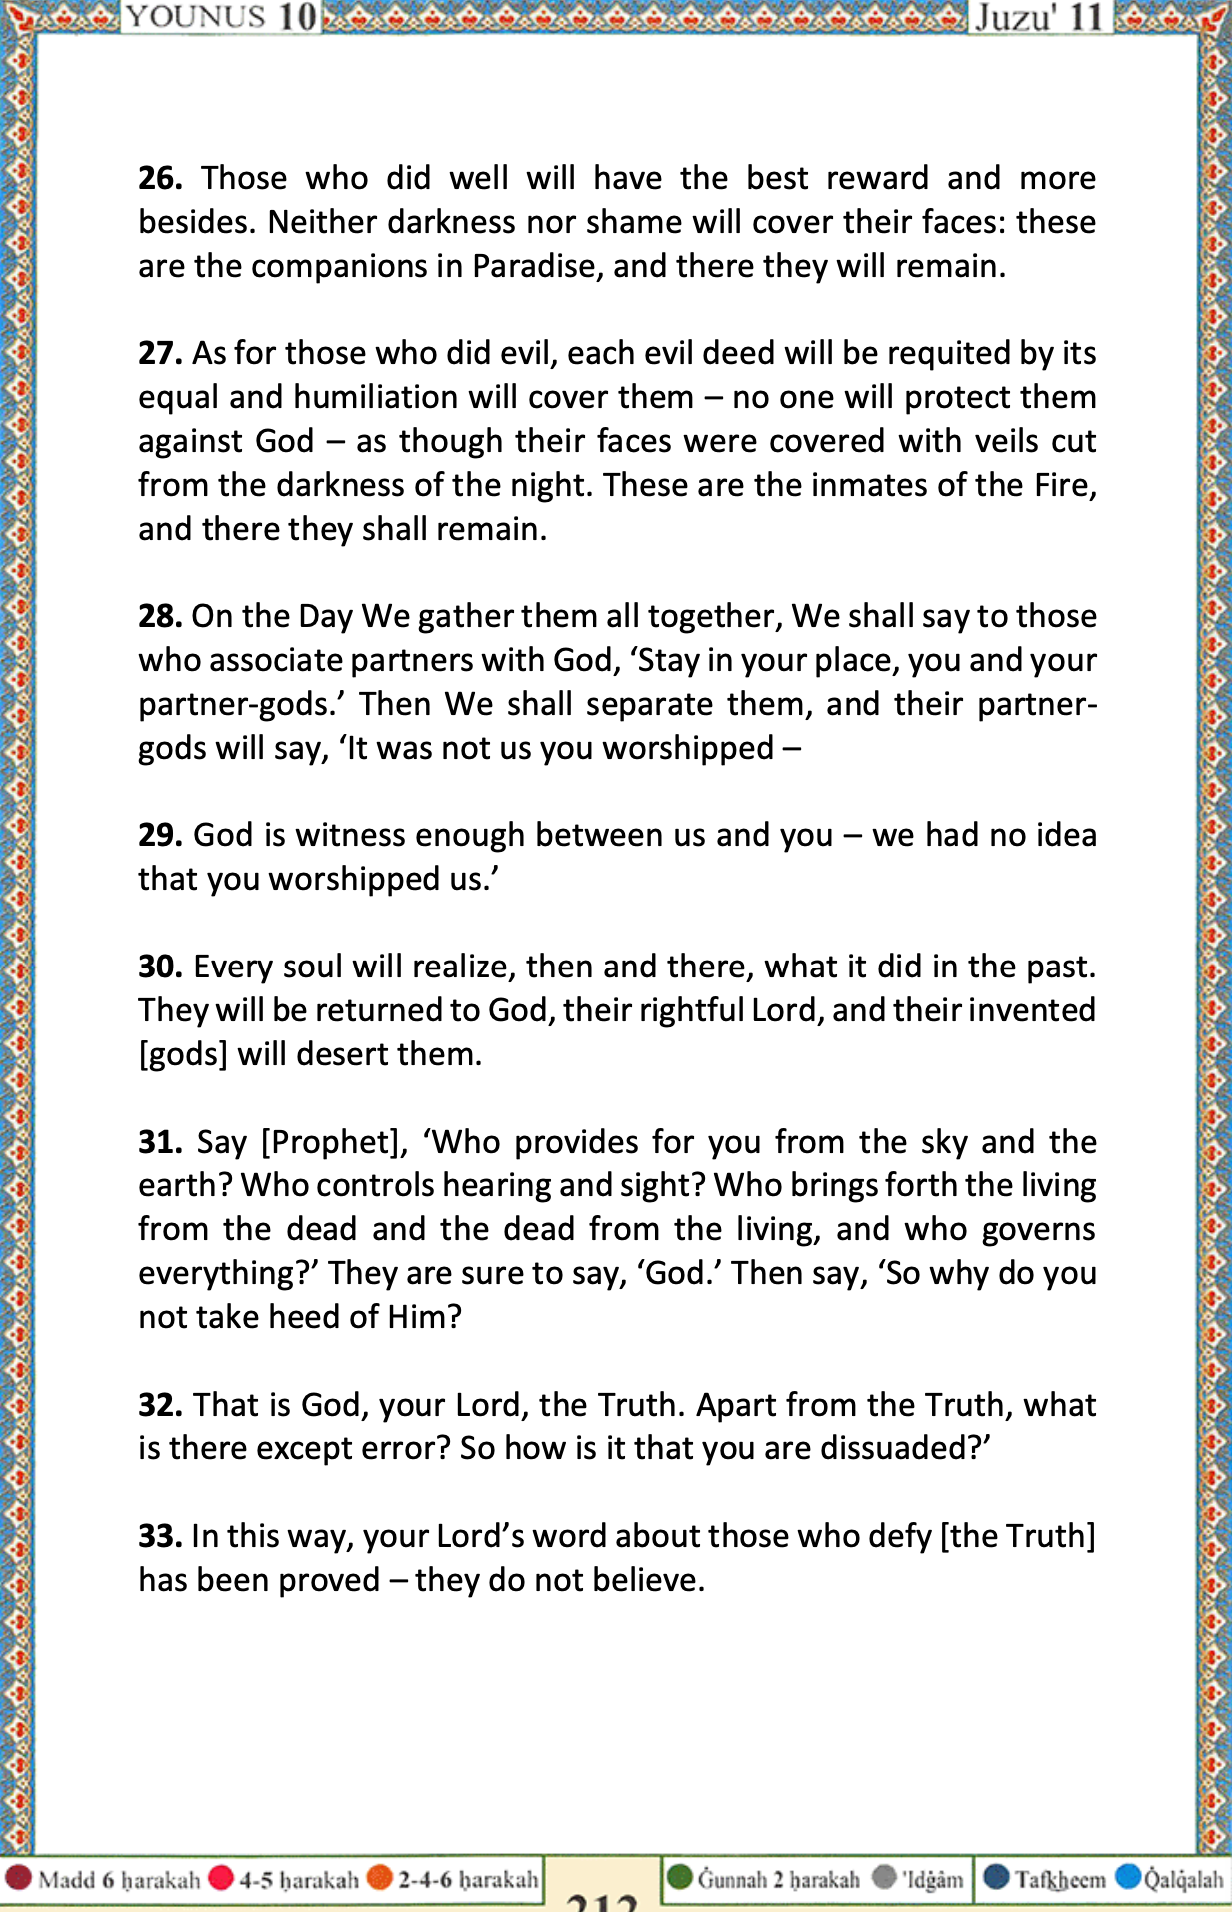 YOUNUS 10
Juzu' 11
26. Those who did well will have the best reward and more
besides. Neither darkness nor shame will cover their faces: these
are the companions in Paradise, and there they will remain.
27. As for those who did evil, each evil deed will be requited by its
equal and humiliation will cover them – no one will protect them
against God – as though their faces were covered with veils cut
from the darkness of the night. These are the inmates of the Fire,
and there they shall remain.
28. On the Day We gather them all together, We shall say to those
who associate partners with God, ‘Stay in your place, you and your
partner-gods.’ Then We shall separate them, and their partner-
gods will say, ‘It was not us you worshipped –
29. God is witness enough between us and you – we had no idea
that you worshipped us.’
30. Every soul will realize, then and there, what it did in the past.
They will be returned to God, their rightful Lord, and their invented
[gods] will desert them.
31. Say [Prophet], ‘Who provides for you from the sky and the
earth? Who controls hearing and sight? Who brings forth the living
from the dead and the dead from the living, and who governs
everything?’ They are sure to say, ‘God.’ Then say, ‘So why do you
not take heed of Him?
32. That is God, your Lord, the Truth. Apart from the Truth, what
is there except error? So how is it that you are dissuaded?’
33. In this way, your Lord’s word about those who defy [the Truth]
has been proved – they do not believe.
Madd 6 ḥarakah 4-5 ḥarakah 2-4-6 ḥarakah
212
Ġunnah 2 ḥarakah 'Idġâm Tafk͟heem Q̇alq̇alah